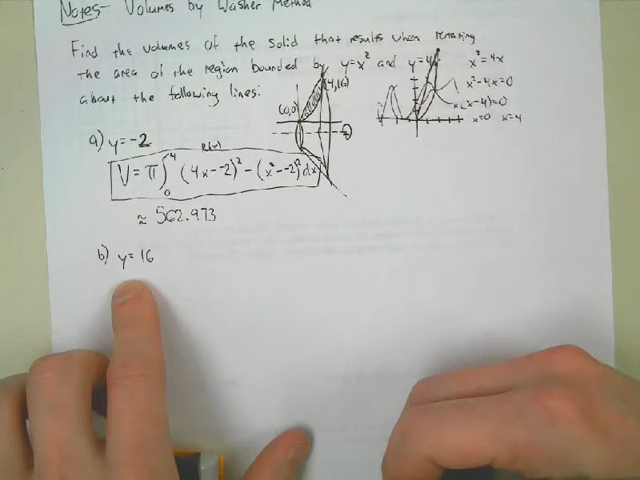 Notes- Volumes by Washer Method
Find the volumes of the solid that results when rotating
the area of the region bounded by y=x² and y=4x
about the following lines:
(0,0)
(4,16)
x²=4x
x²-4x=0
x(x-4)=0
x=0 x=4
a) y=-2
R(x)
V=π∫₀⁴ (4x--2)² - (x²--2)² dx
≈ 562.973
b) y=16